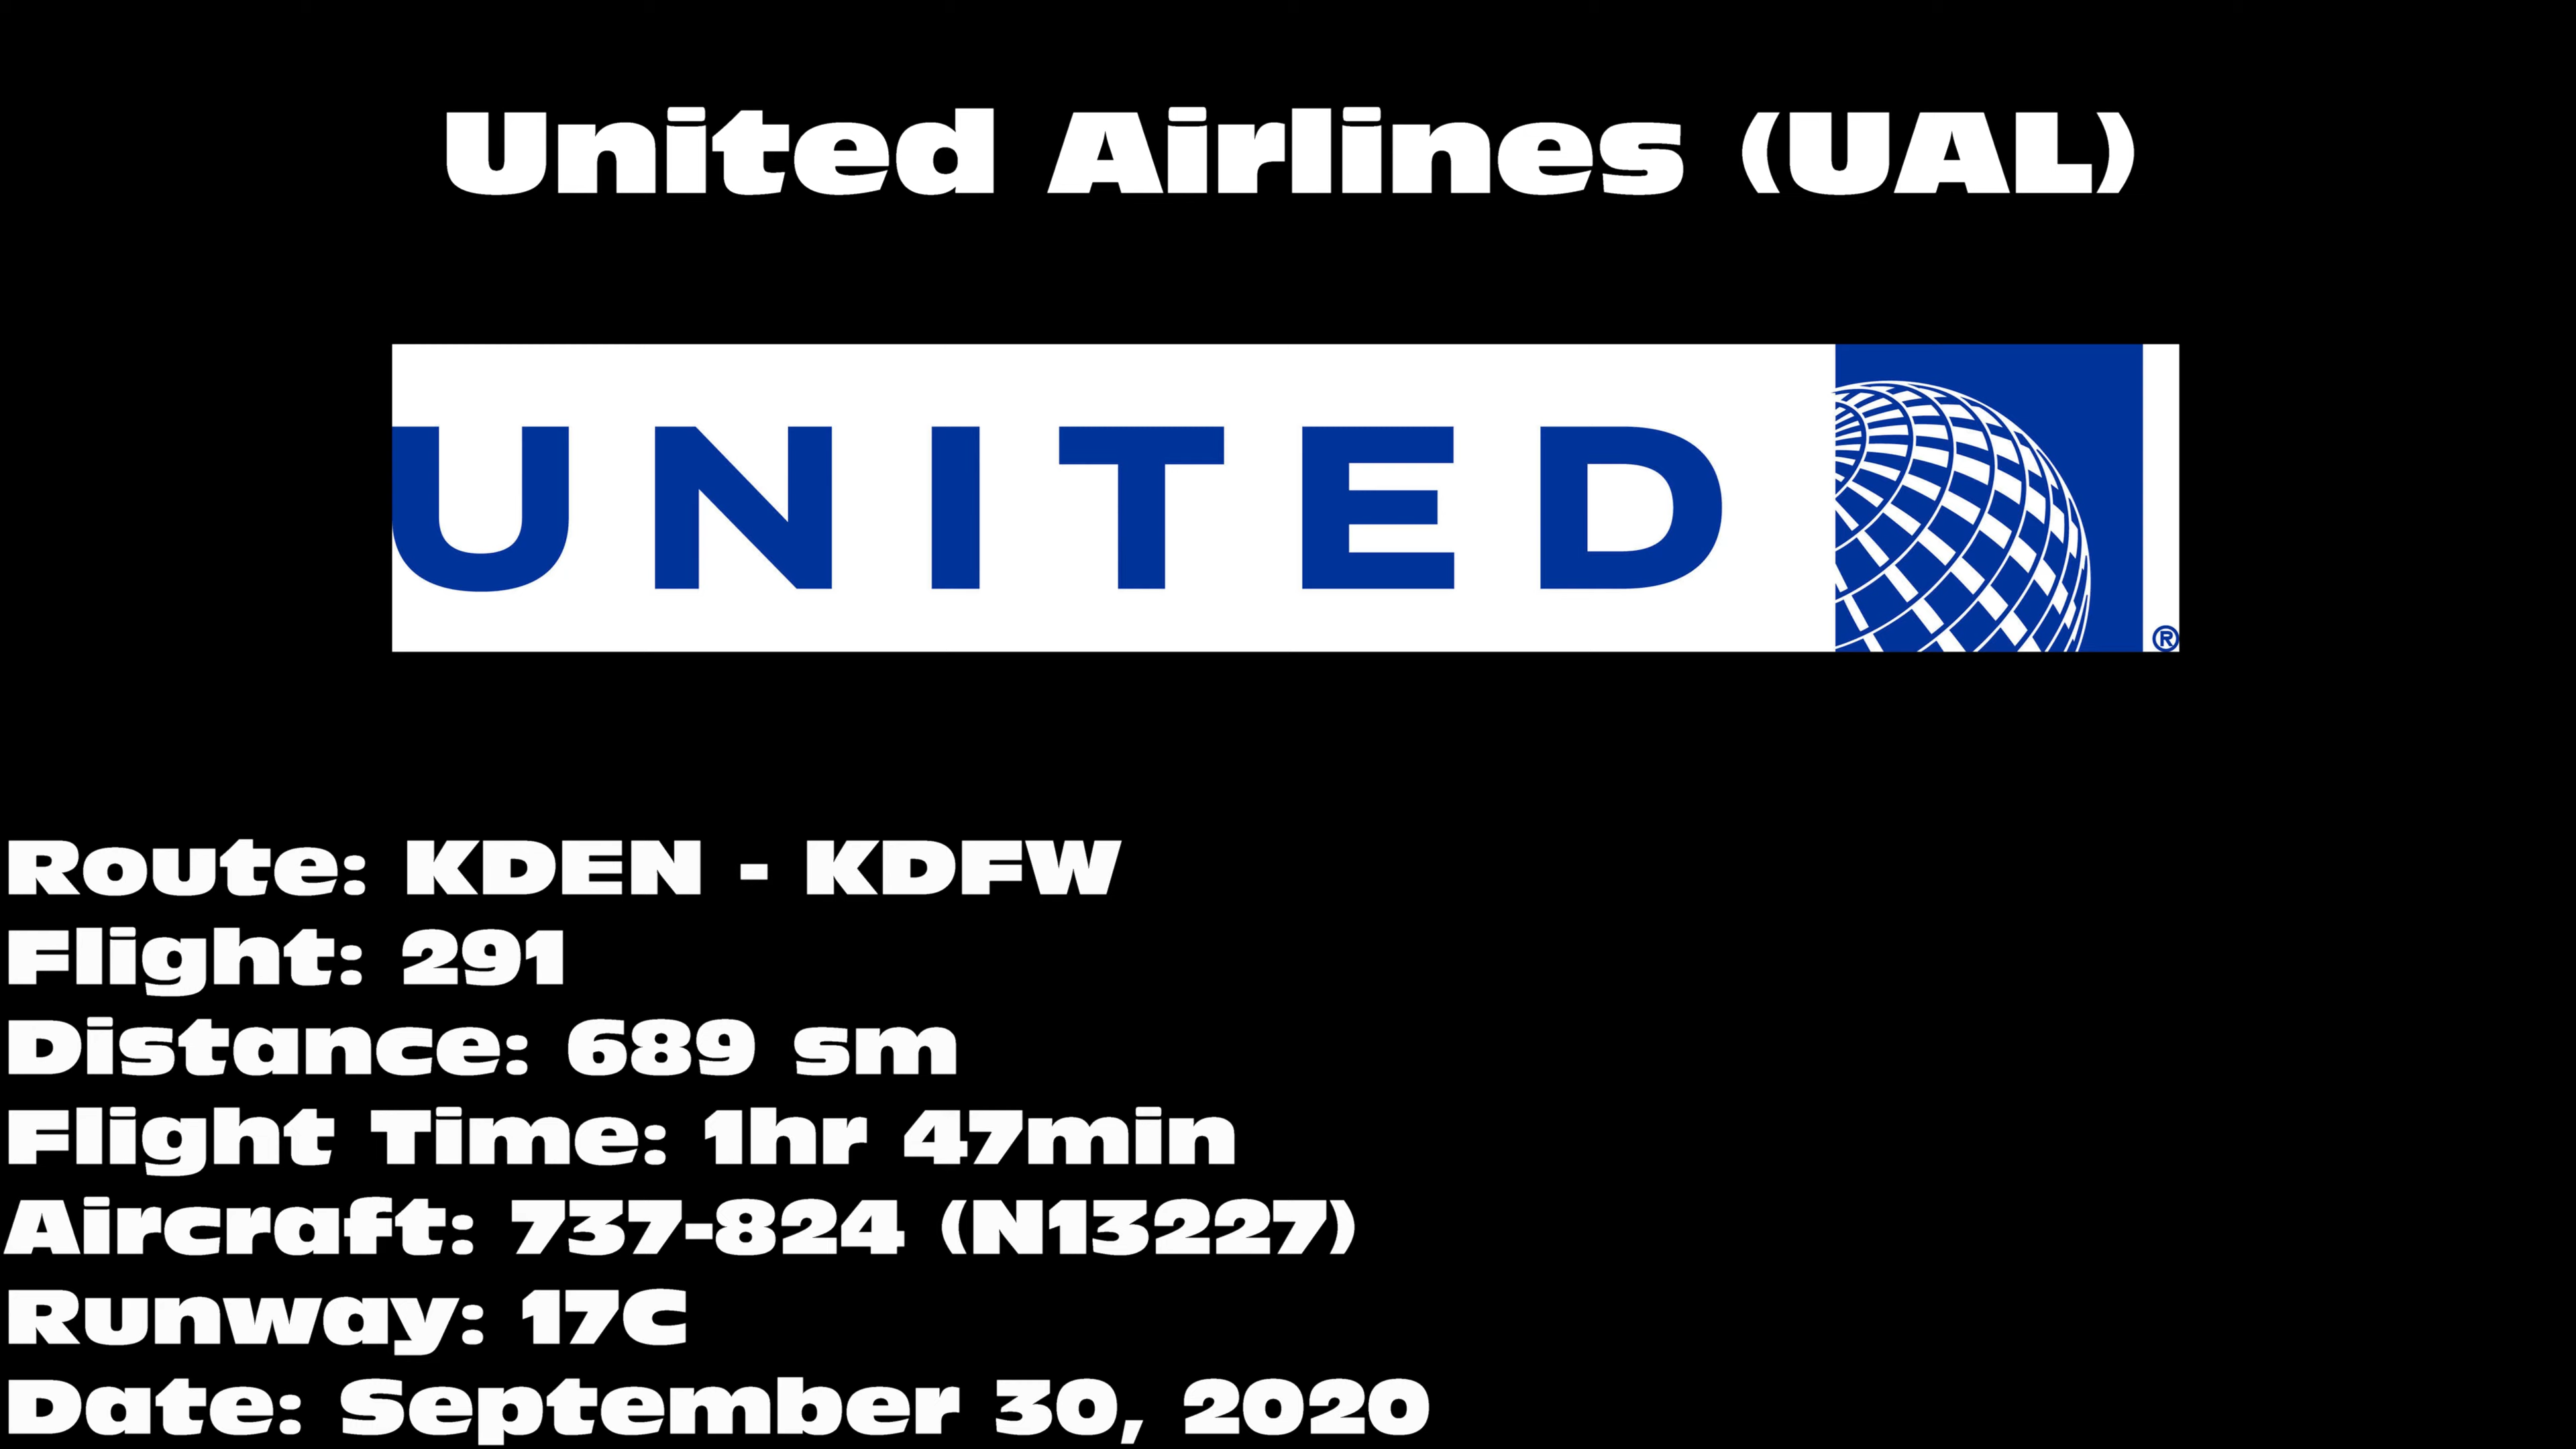 United Airlines (UAL)
UNITED
®
Route: KDEN - KDFW
Flight: 291
Distance: 689 sm
Flight Time: 1hr 47min
Aircraft: 737-824 (N13227)
Runway: 17C
Date: September 30, 2020